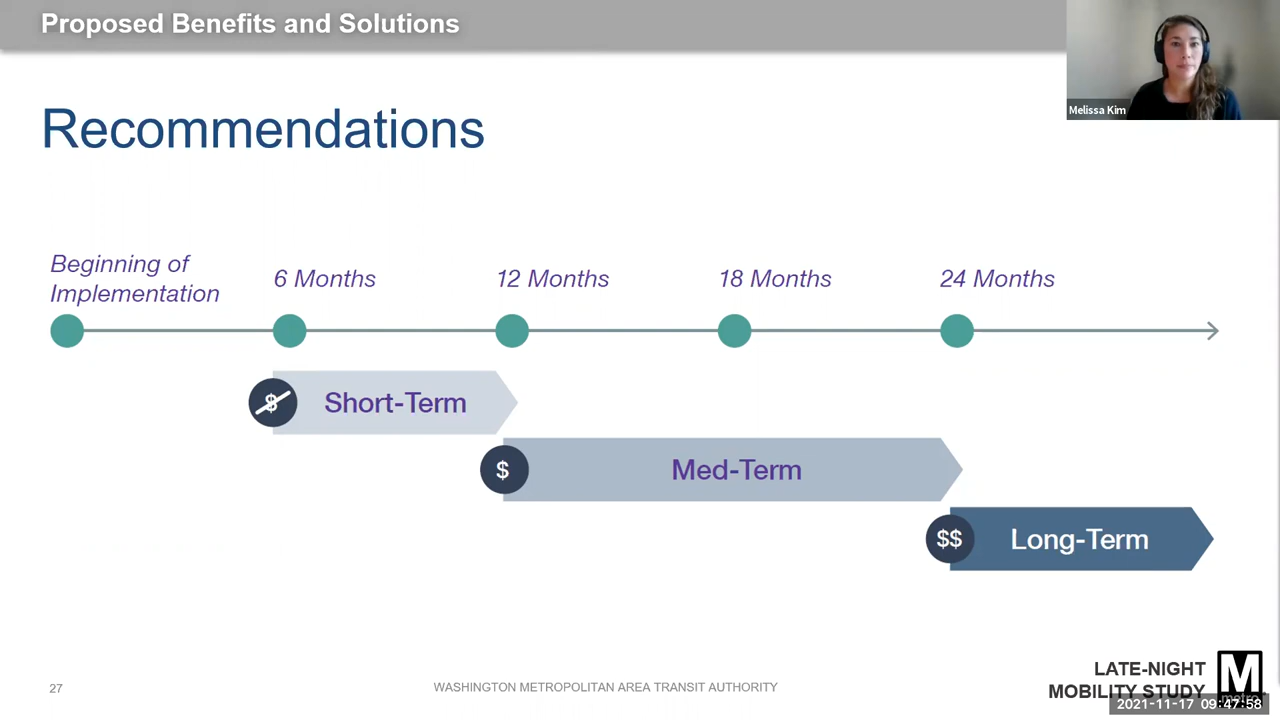 Proposed Benefits and Solutions
Melissa Kim
Recommendations
Beginning of
Implementation
6 Months
12 Months
18 Months
24 Months
$
Short-Term
$
Med-Term
$$
Long-Term
27
WASHINGTON METROPOLITAN AREA TRANSIT AUTHORITY
LATE-NIGHT
MOBILITY STUDY
M
metro
2021-11-17 09:47:58